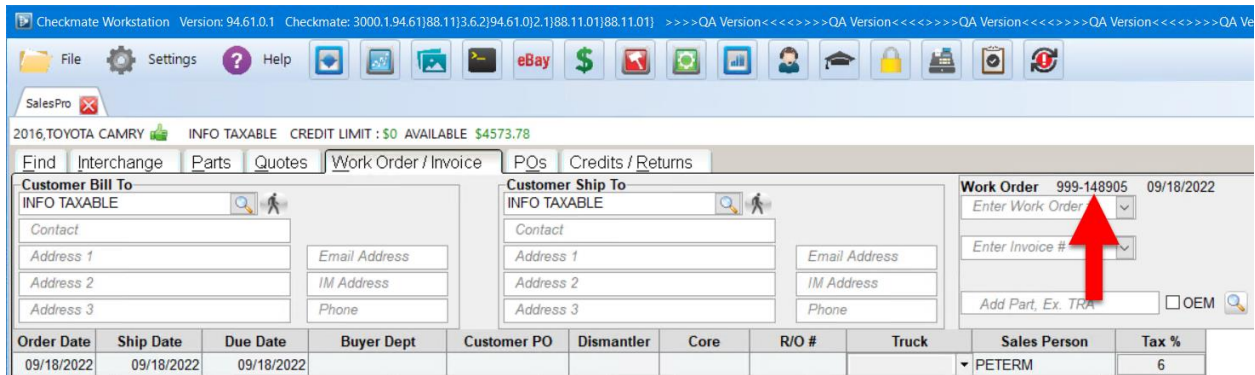 Checkmate Workstation Version: 94.61.0.1 Checkmate: 3000.1.94.61}88.11}3.6.2}94.61.0}2.1}88.11.01}88.11.01} >>>>QA Version<<<<>>>>QA Version<<<<>>>>QA Version<<<<>>>>QA Version<<<<>>>>QA Ve
File Settings Help eBay $
SalesPro
2016,TOYOTA CAMRY INFO TAXABLE CREDIT LIMIT : $0 AVAILABLE $4573.78
Find Interchange Parts Quotes Work Order / Invoice POs Credits / Returns
Customer Bill To
INFO TAXABLE
Contact
Address 1 Email Address
Address 2 IM Address
Address 3 Phone
Customer Ship To
INFO TAXABLE
Contact
Address 1 Email Address
Address 2 IM Address
Address 3 Phone
Work Order 999-148905 09/18/2022
Enter Work Order
Enter Invoice #
Add Part, Ex. TRA OEM
Order Date Ship Date Due Date Buyer Dept Customer PO Dismantler Core R/O # Truck Sales Person Tax %
09/18/2022 09/18/2022 09/18/2022 PETERM 6